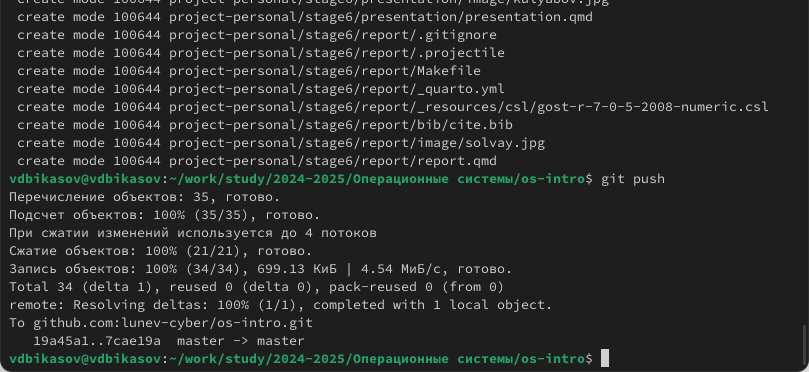 create mode 100644 project-personal/stage6/presentation/image/kulyabov.jpg
create mode 100644 project-personal/stage6/presentation/presentation.qmd
create mode 100644 project-personal/stage6/report/.gitignore
create mode 100644 project-personal/stage6/report/.projectile
create mode 100644 project-personal/stage6/report/Makefile
create mode 100644 project-personal/stage6/report/_quarto.yml
create mode 100644 project-personal/stage6/report/_resources/csl/gost-r-7-0-5-2008-numeric.csl
create mode 100644 project-personal/stage6/report/bib/cite.bib
create mode 100644 project-personal/stage6/report/image/solvay.jpg
create mode 100644 project-personal/stage6/report/report.qmd
vdbikasov@vdbikasov:~/work/study/2024-2025/Операционные системы/os-intro$ git push
Перечисление объектов: 35, готово.
Подсчет объектов: 100% (35/35), готово.
При сжатии изменений используется до 4 потоков
Сжатие объектов: 100% (21/21), готово.
Запись объектов: 100% (34/34), 699.13 КиБ | 4.54 МиБ/с, готово.
Total 34 (delta 1), reused 0 (delta 0), pack-reused 0 (from 0)
remote: Resolving deltas: 100% (1/1), completed with 1 local object.
To github.com:lunev-cyber/os-intro.git
19a45a1..7cae19a  master -> master
vdbikasov@vdbikasov:~/work/study/2024-2025/Операционные системы/os-intro$